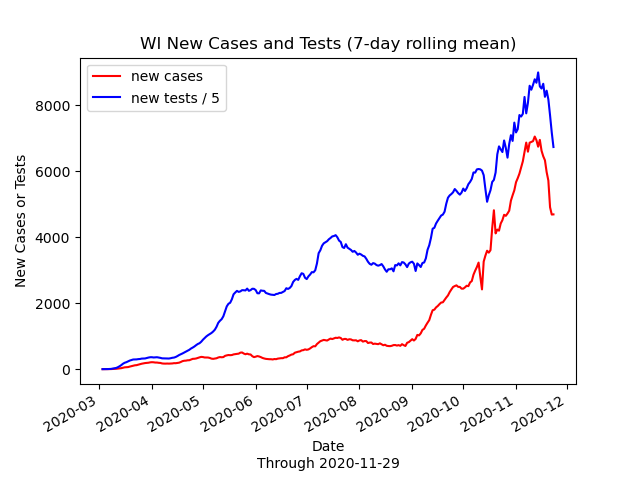 WI New Cases and Tests (7-day rolling mean)
new cases
new tests / 5
New Cases or Tests
8000
6000
4000
2000
0
2020-03
2020-04
2020-05
2020-06
2020-07
2020-08
2020-09
2020-10
2020-11
2020-12
Date
Through 2020-11-29